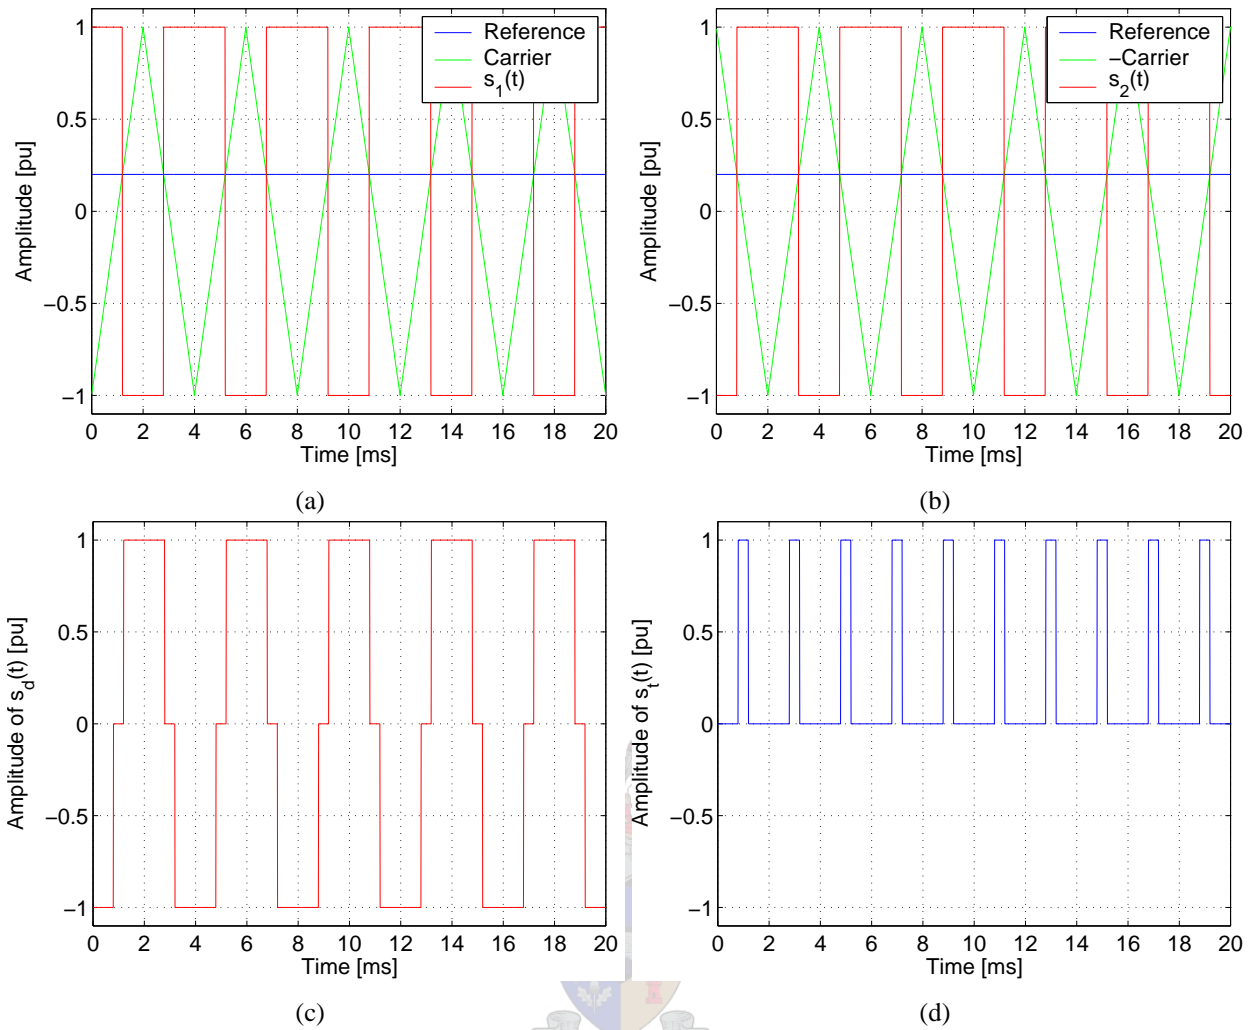 Reference
Carrier
s1(t)
1
0.5
0
−0.5
−1
Amplitude [pu]
0 2 4 6 8 10 12 14 16 18 20
Time [ms]
(a)
Reference
−Carrier
s2(t)
1
0.5
0
−0.5
−1
Amplitude [pu]
0 2 4 6 8 10 12 14 16 18 20
Time [ms]
(b)
1
0.5
0
−0.5
−1
Amplitude of sd(t) [pu]
0 2 4 6 8 10 12 14 16 18 20
Time [ms]
(c)
1
0.5
0
−0.5
−1
Amplitude of st(t) [pu]
0 2 4 6 8 10 12 14 16 18 20
Time [ms]
(d)